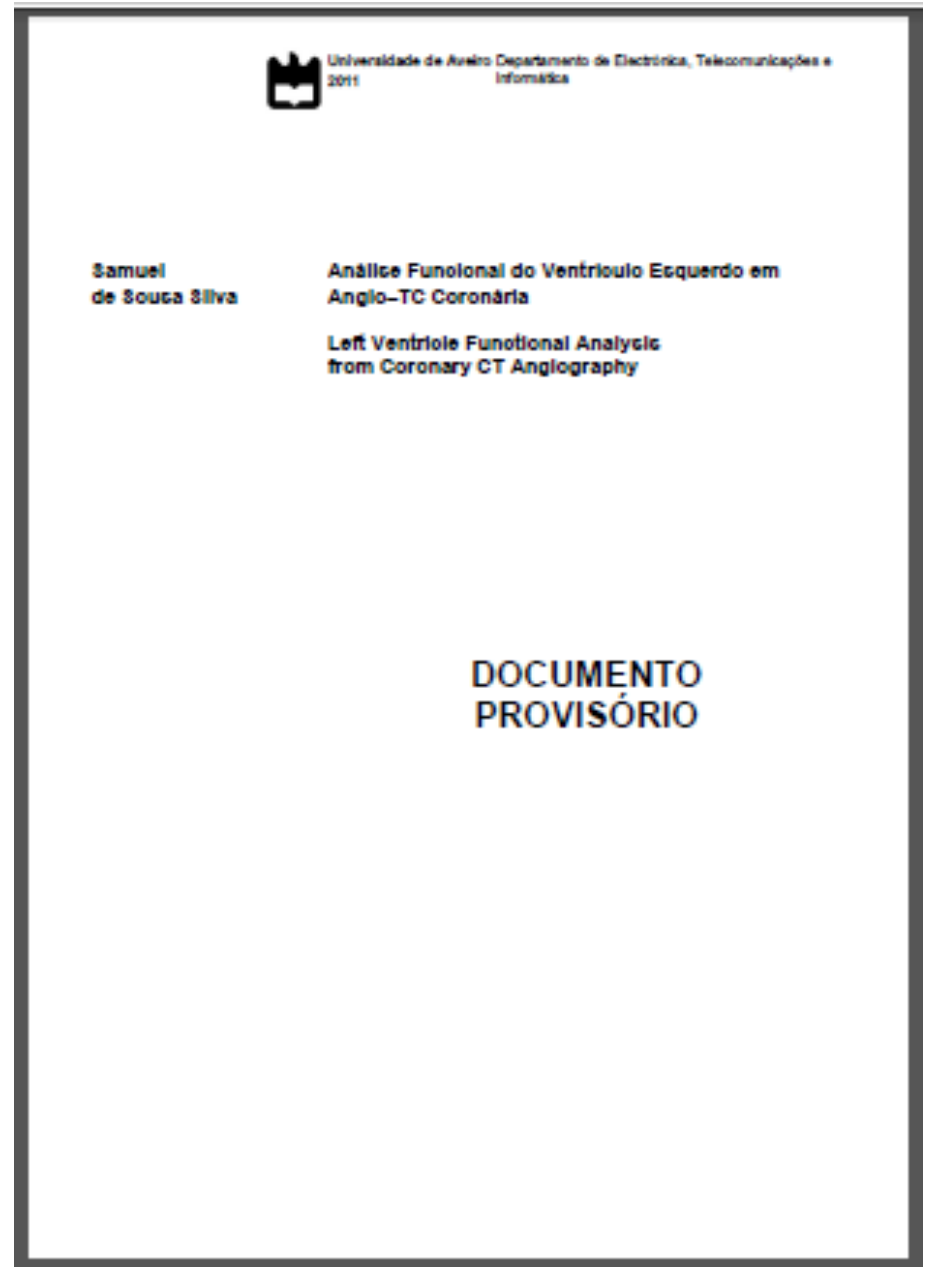 Universidade de Aveiro Departamento de Electrónica, Telecomunicações e
2011 Informática
Samuel
de Sousa Silva
Análise Funcional do Ventrículo Esquerdo em
Angio–TC Coronária
Left Ventricle Functional Analysis
from Coronary CT Angiography
DOCUMENTO
PROVISÓRIO